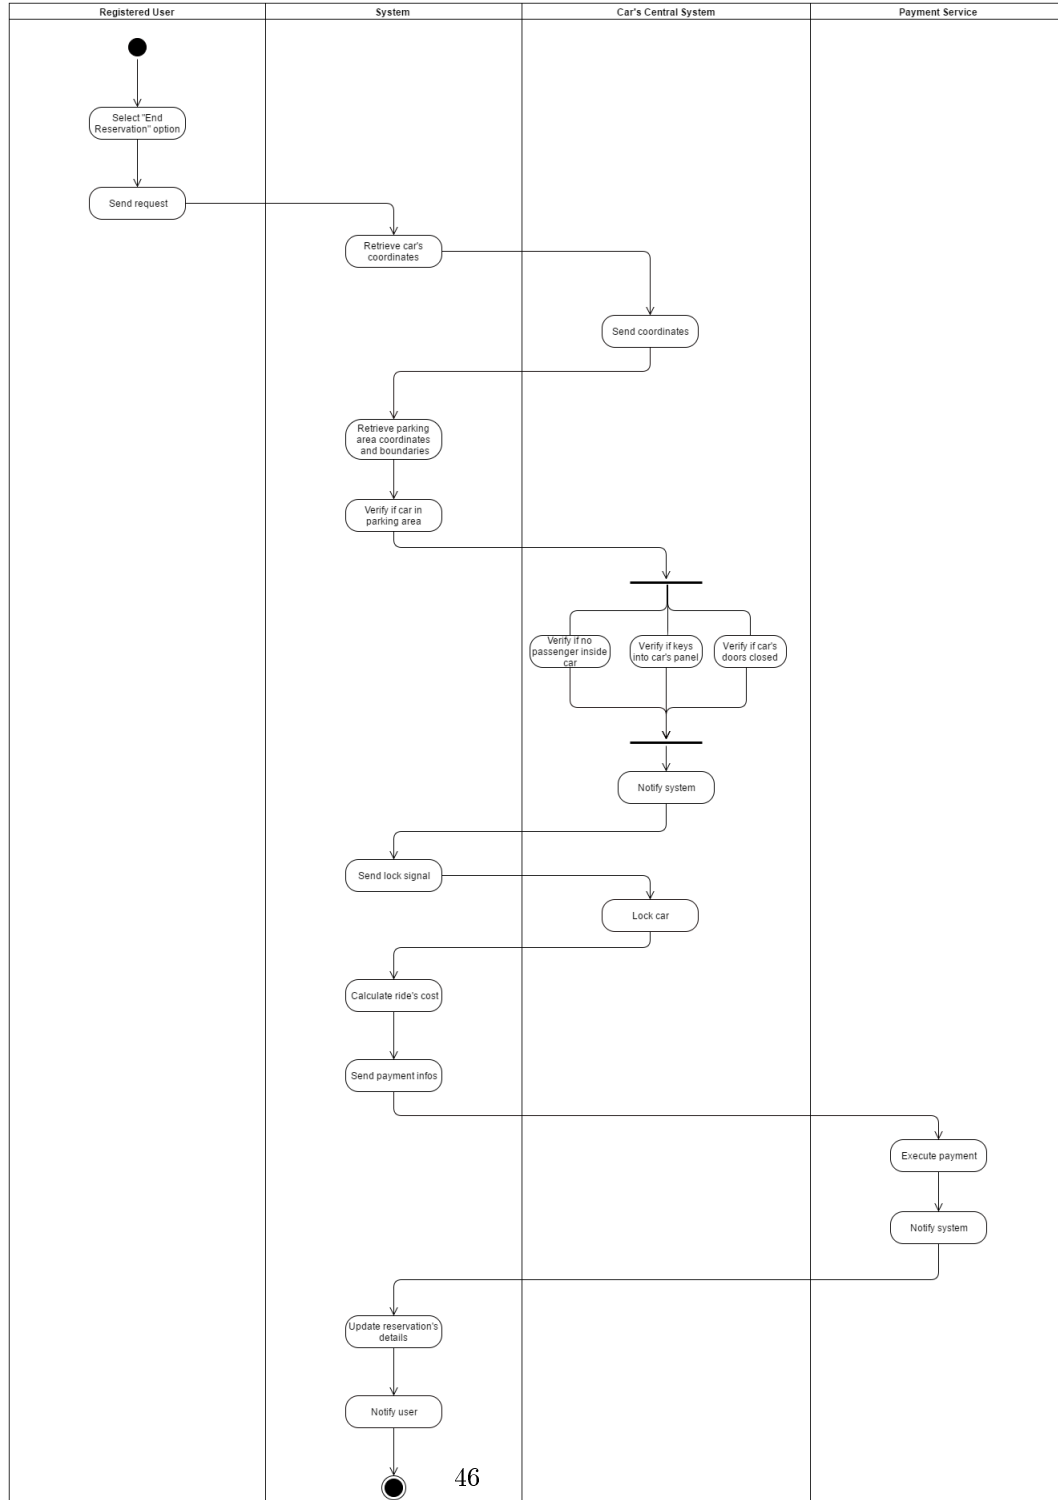 Registered User
System
Car's Central System
Payment Service
Select "End
Reservation" option
Send request
Retrieve car's
coordinates
Send coordinates
Retrieve parking
area coordinates
and boundaries
Verify if car in
parking area
Verify if no
passenger inside
car
Verify if keys
into car's panel
Verify if car's
doors closed
Notify system
Send lock signal
Lock car
Calculate ride's cost
Send payment infos
Execute payment
Notify system
Update reservation's
details
Notify user
46